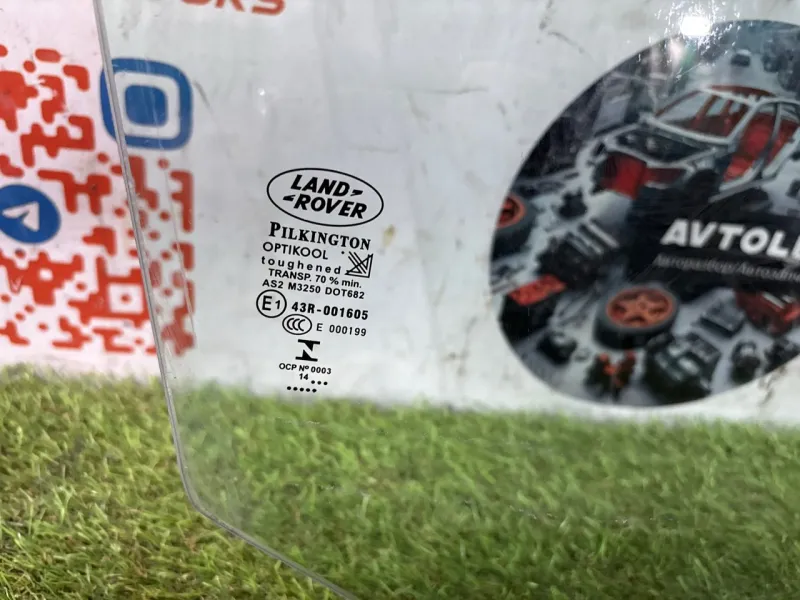 LAND-
-ROVER
PILKINGTON
OPTIKOOL
toughened
TRANSP. 70 % min.
AS2 M3250 DOT682
E1 43R-001605
CCC E 000199
OCP Nº 0003
14
AVTOL